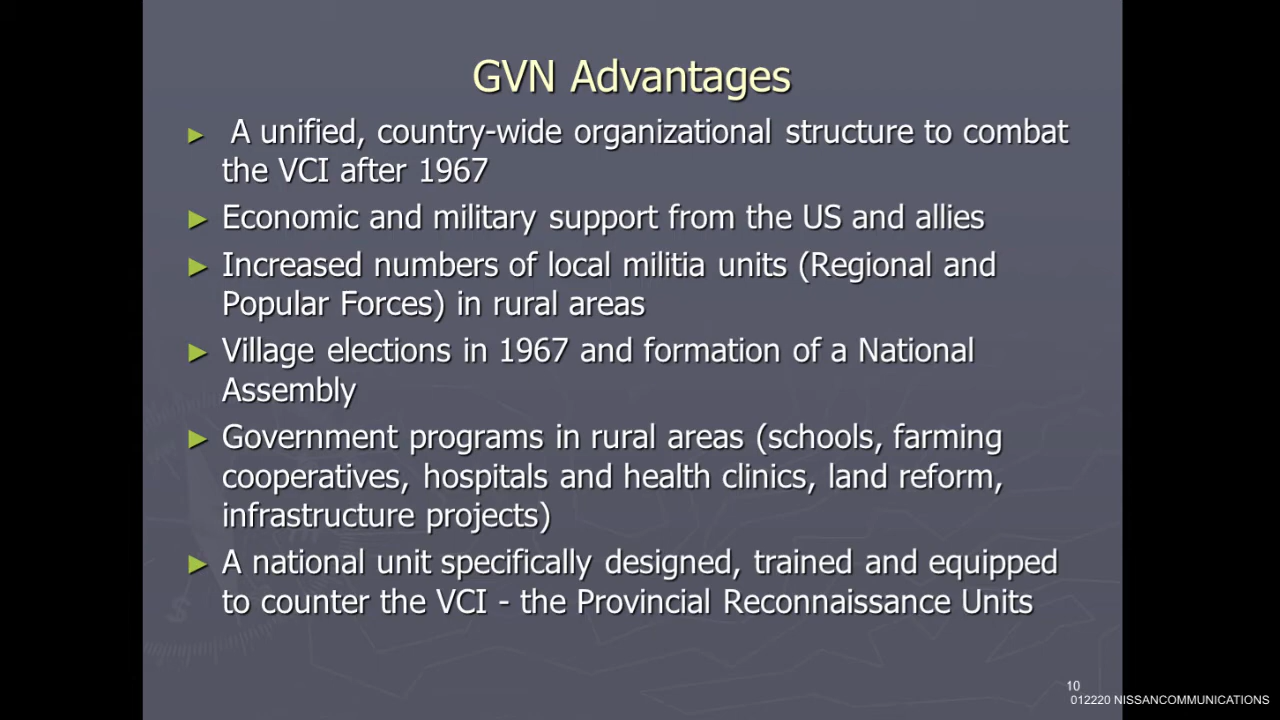 GVN Advantages
► A unified, country-wide organizational structure to combat
the VCI after 1967
► Economic and military support from the US and allies
► Increased numbers of local militia units (Regional and
Popular Forces) in rural areas
► Village elections in 1967 and formation of a National
Assembly
► Government programs in rural areas (schools, farming
cooperatives, hospitals and health clinics, land reform,
infrastructure projects)
► A national unit specifically designed, trained and equipped
to counter the VCI - the Provincial Reconnaissance Units
10
012220 NISSANCOMMUNICATIONS